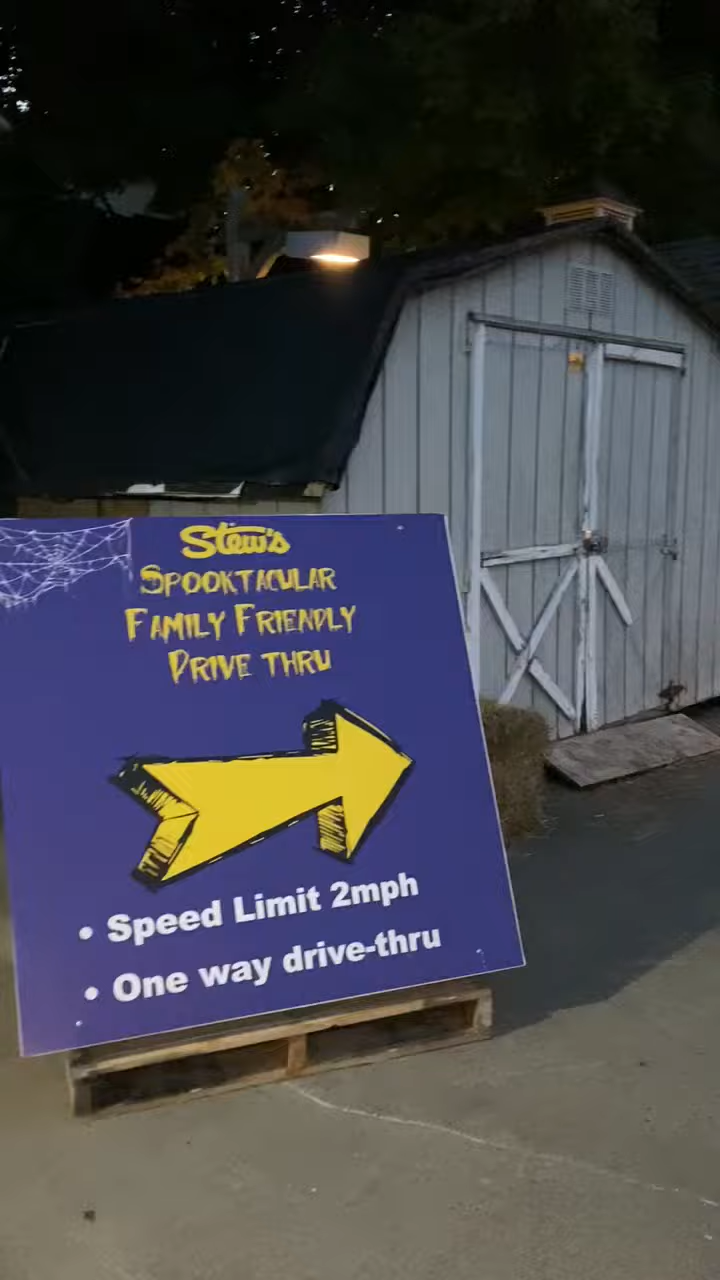 Stew's
SPOOKTACULAR
FAMILY FRIENDLY
DRIVE THRU
• Speed Limit 2mph
• One way drive-thru